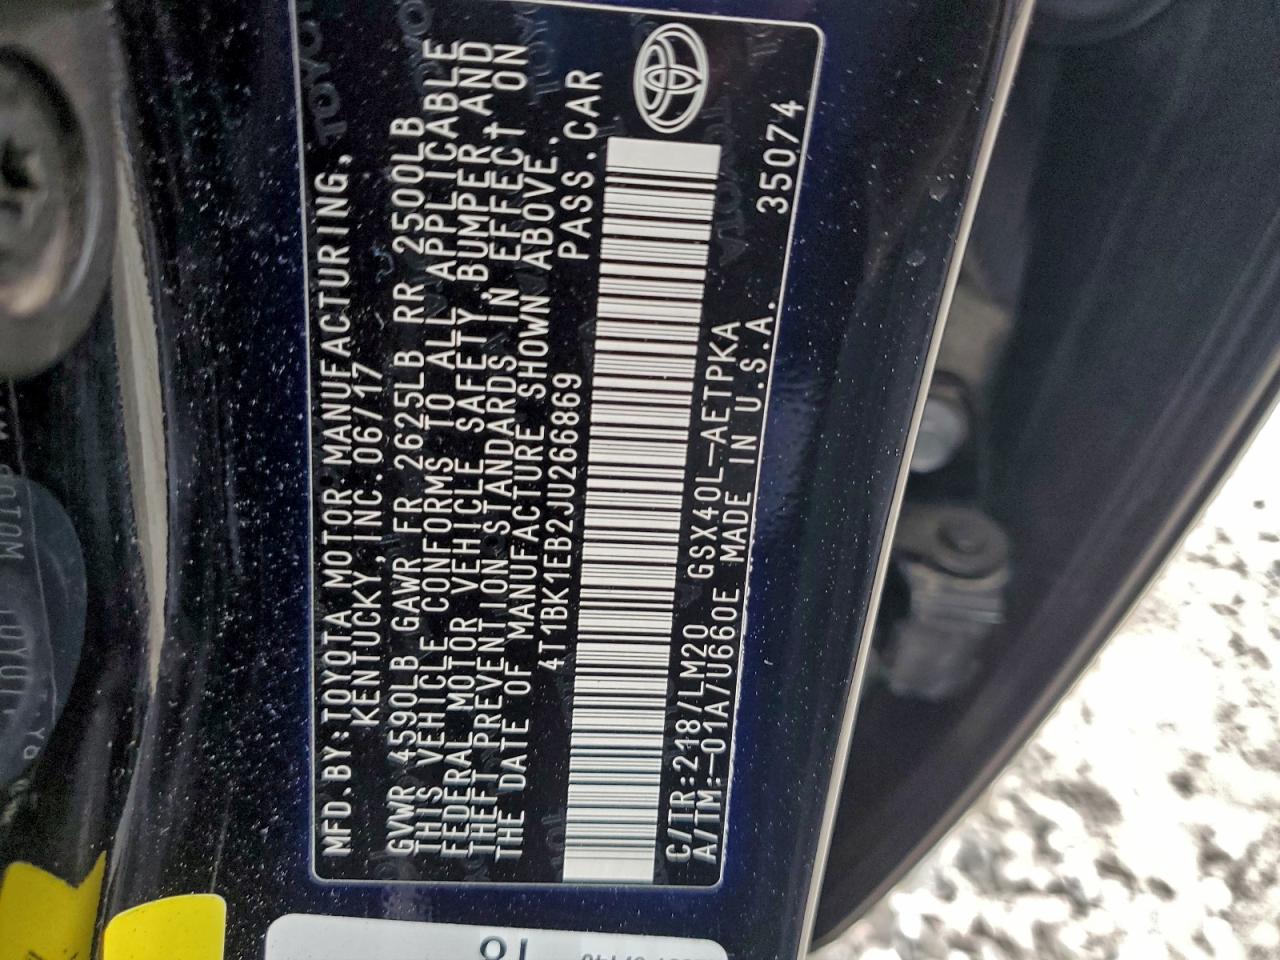 MFD.BY:TOYOTA MOTOR MANUFACTURING,
KENTUCKY, INC.06/17
GVWR 4590LB GAWR FR 2625LB RR 2500LB
THIS VEHICLE CONFORMS TO ALL APPLICABLE
FEDERAL MOTOR VEHICLE SAFETY, BUMPER, AND
THEFT PREVENTION STANDARDS IN EFFECT ON
THE DATE OF MANUFACTURE SHOWN ABOVE.
4T1BK1EB2JU266869 PASS.CAR
C/TR:218/LM20 GSX40L-AETPKA
A/TM:-01A/U660E MADE IN U.S.A.
35074